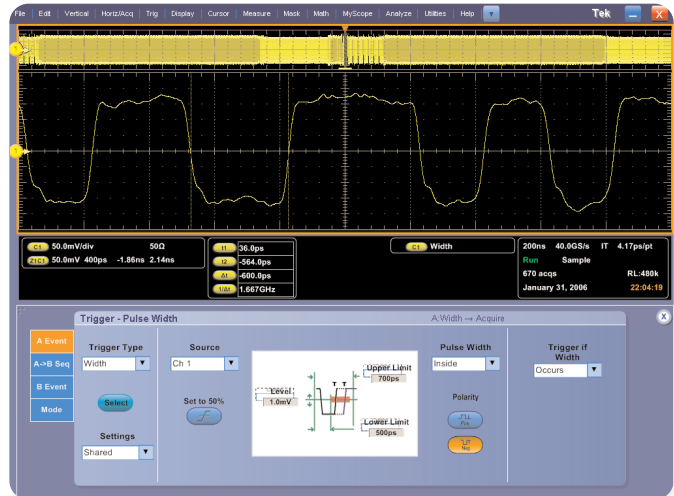 File Edit Vertical Horiz/Acq Trig Display Cursor Measure Mask Math MyScope Analyze Utilities Help Tek X
1
1
C1 50.0mV/div 50Ω
Z1C1 50.0mV 400ps -1.86ns 2.14ns
t1 36.0ps
t2 -564.0ps
Δt -600.0ps
1/Δt 1.667GHz
C1 Width
200ns 40.0GS/s IT 4.17ps/pt
Run Sample
670 acqs RL:480k
January 31, 2006 22:04:19
Trigger - Pulse Width A:Width → Acquire X
A Event
A->B Seq
B Event
Mode
Trigger Type
Width
Select
Settings
Shared
Source
Ch 1
Set to 50%
Level
1.0mV
T T
Upper Limit
700ps
Lower Limit
500ps
Pulse Width
Inside
Polarity
Pos
Neg
Trigger if
Width
Occurs